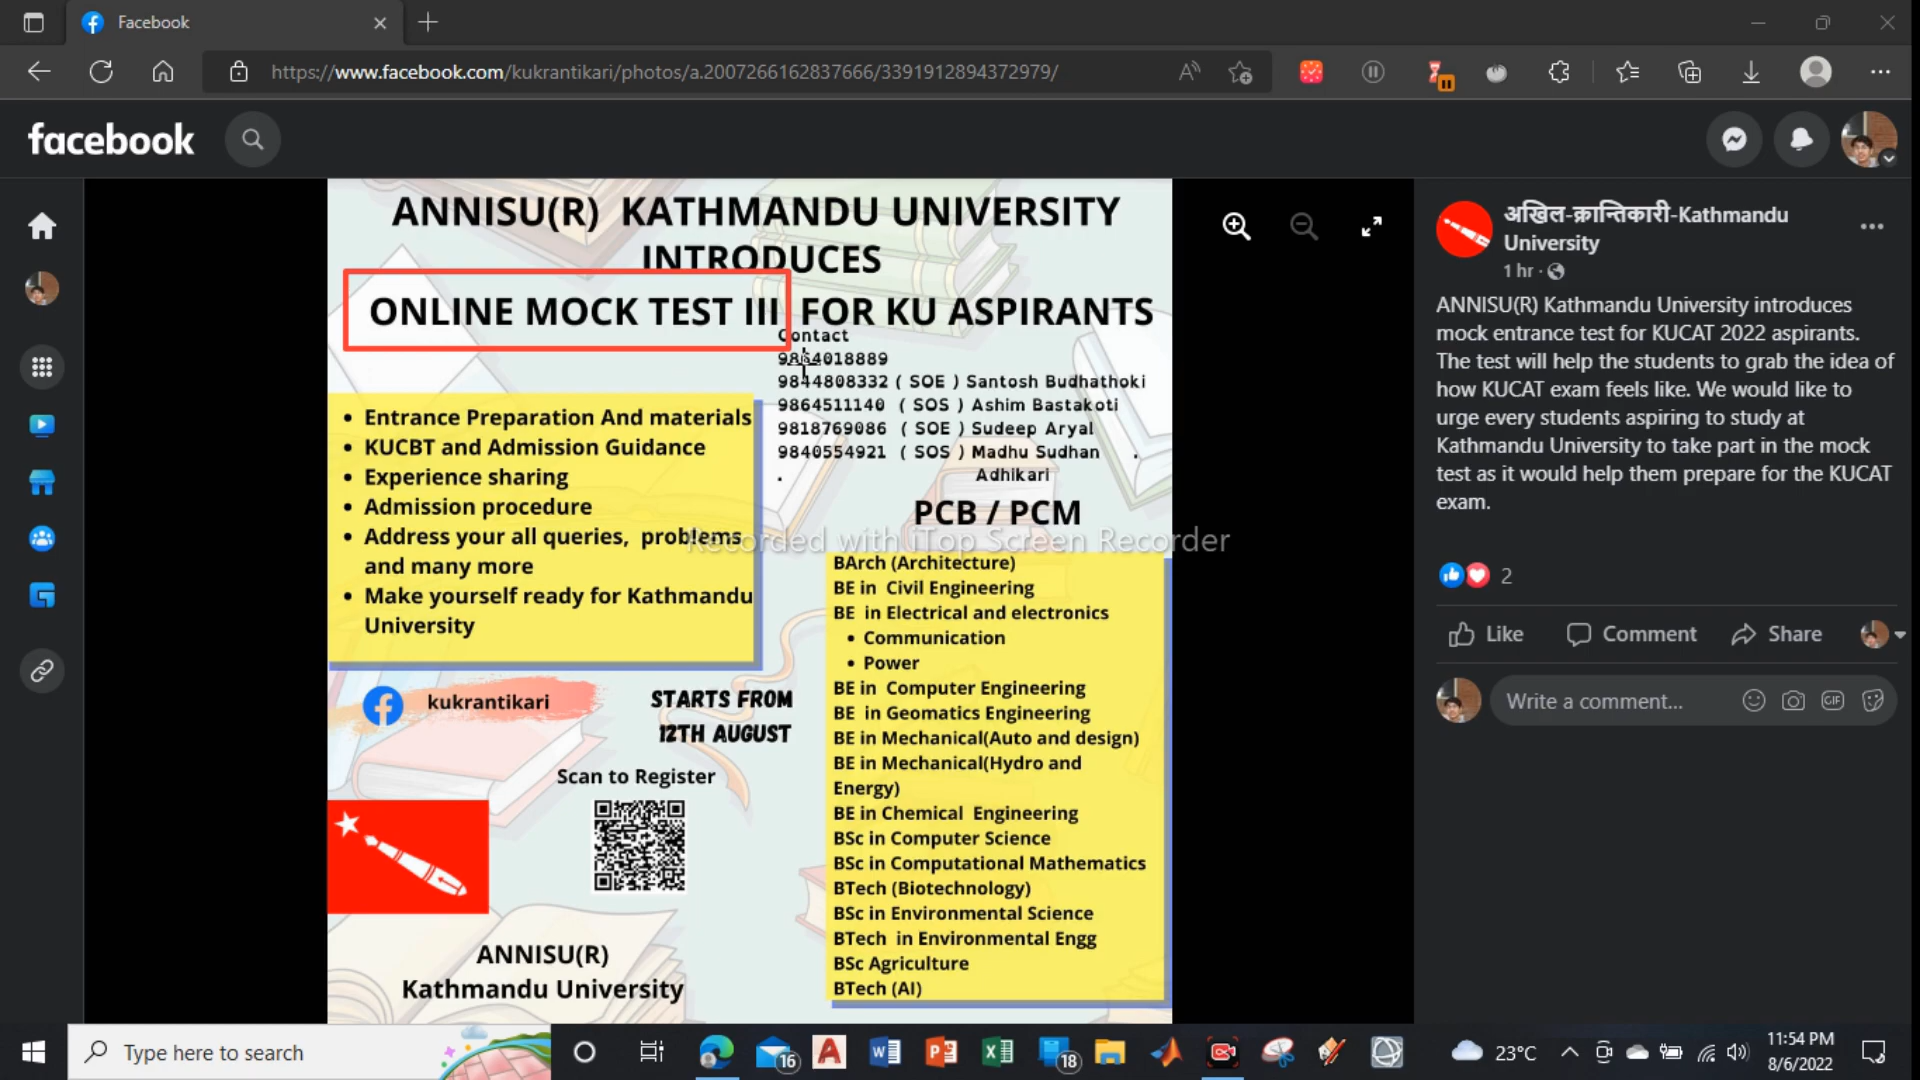 Facebook
https://www.facebook.com/kukrantikari/photos/a.2007266162837666/3391912894372979/
facebook
ANNISU(R) KATHMANDU UNIVERSITY
INTRODUCES
ONLINE MOCK TEST III FOR KU ASPIRANTS
Contact
9864018889
9844808332 ( SOE ) Santosh Budhathoki
9864511140 ( SOS ) Ashim Bastakoti
9818769086 ( SOE ) Sudeep Aryal
9840554921 ( SOS ) Madhu Sudhan .
. Adhikari
• Entrance Preparation And materials
• KUCBT and Admission Guidance
• Experience sharing
• Admission procedure
• Address your all queries, problems
and many more
• Make yourself ready for Kathmandu
University
PCB / PCM
Recorded with iTop Screen Recorder
BArch (Architecture)
BE in Civil Engineering
BE in Electrical and electronics
• Communication
• Power
BE in Computer Engineering
BE in Geomatics Engineering
BE in Mechanical(Auto and design)
BE in Mechanical(Hydro and
Energy)
BE in Chemical Engineering
BSc in Computer Science
BSc in Computational Mathematics
BTech (Biotechnology)
BSc in Environmental Science
BTech in Environmental Engg
BSc Agriculture
BTech (AI)
kukrantikari
STARTS FROM
12TH AUGUST
Scan to Register
ANNISU(R)
Kathmandu University
अखिल-क्रान्तिकारी-Kathmandu
University
1 hr ·
ANNISU(R) Kathmandu University introduces
mock entrance test for KUCAT 2022 aspirants.
The test will help the students to grab the idea of
how KUCAT exam feels like. We would like to
urge every students aspiring to study at
Kathmandu University to take part in the mock
test as it would help them prepare for the KUCAT
exam.
2
Like Comment Share
Write a comment...
GIF
Type here to search
16
18
23°C
11:54 PM
8/6/2022